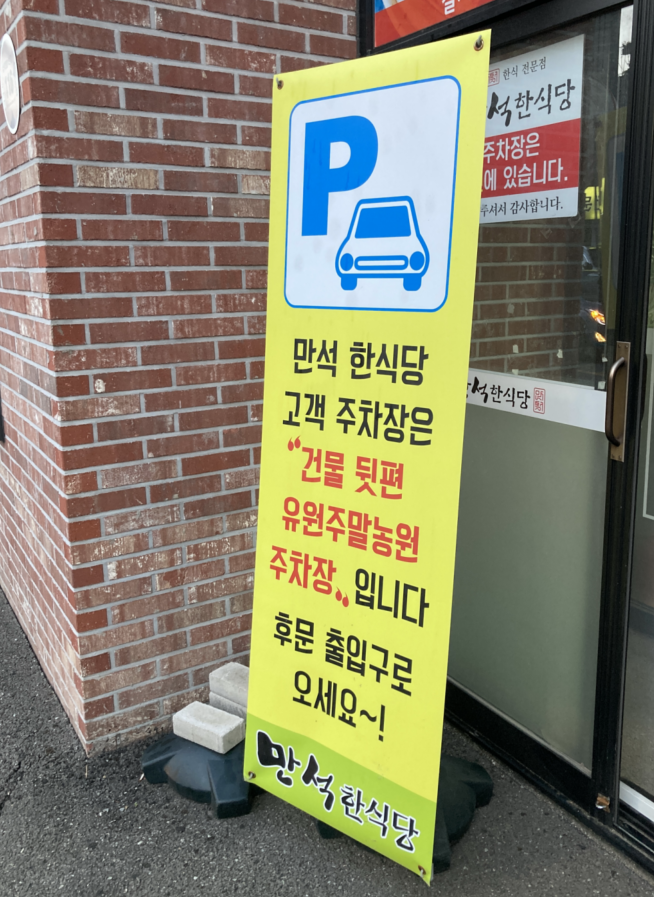 P
만석 한식당
고객 주차장은
“건물 뒷편
유원주말농원
주차장„ 입니다
후문 출입구로
오세요~!
만석 한식당
한식 전문점
석한식당
주차장은
에 있습니다.
주셔서 감사합니다.
석한식당